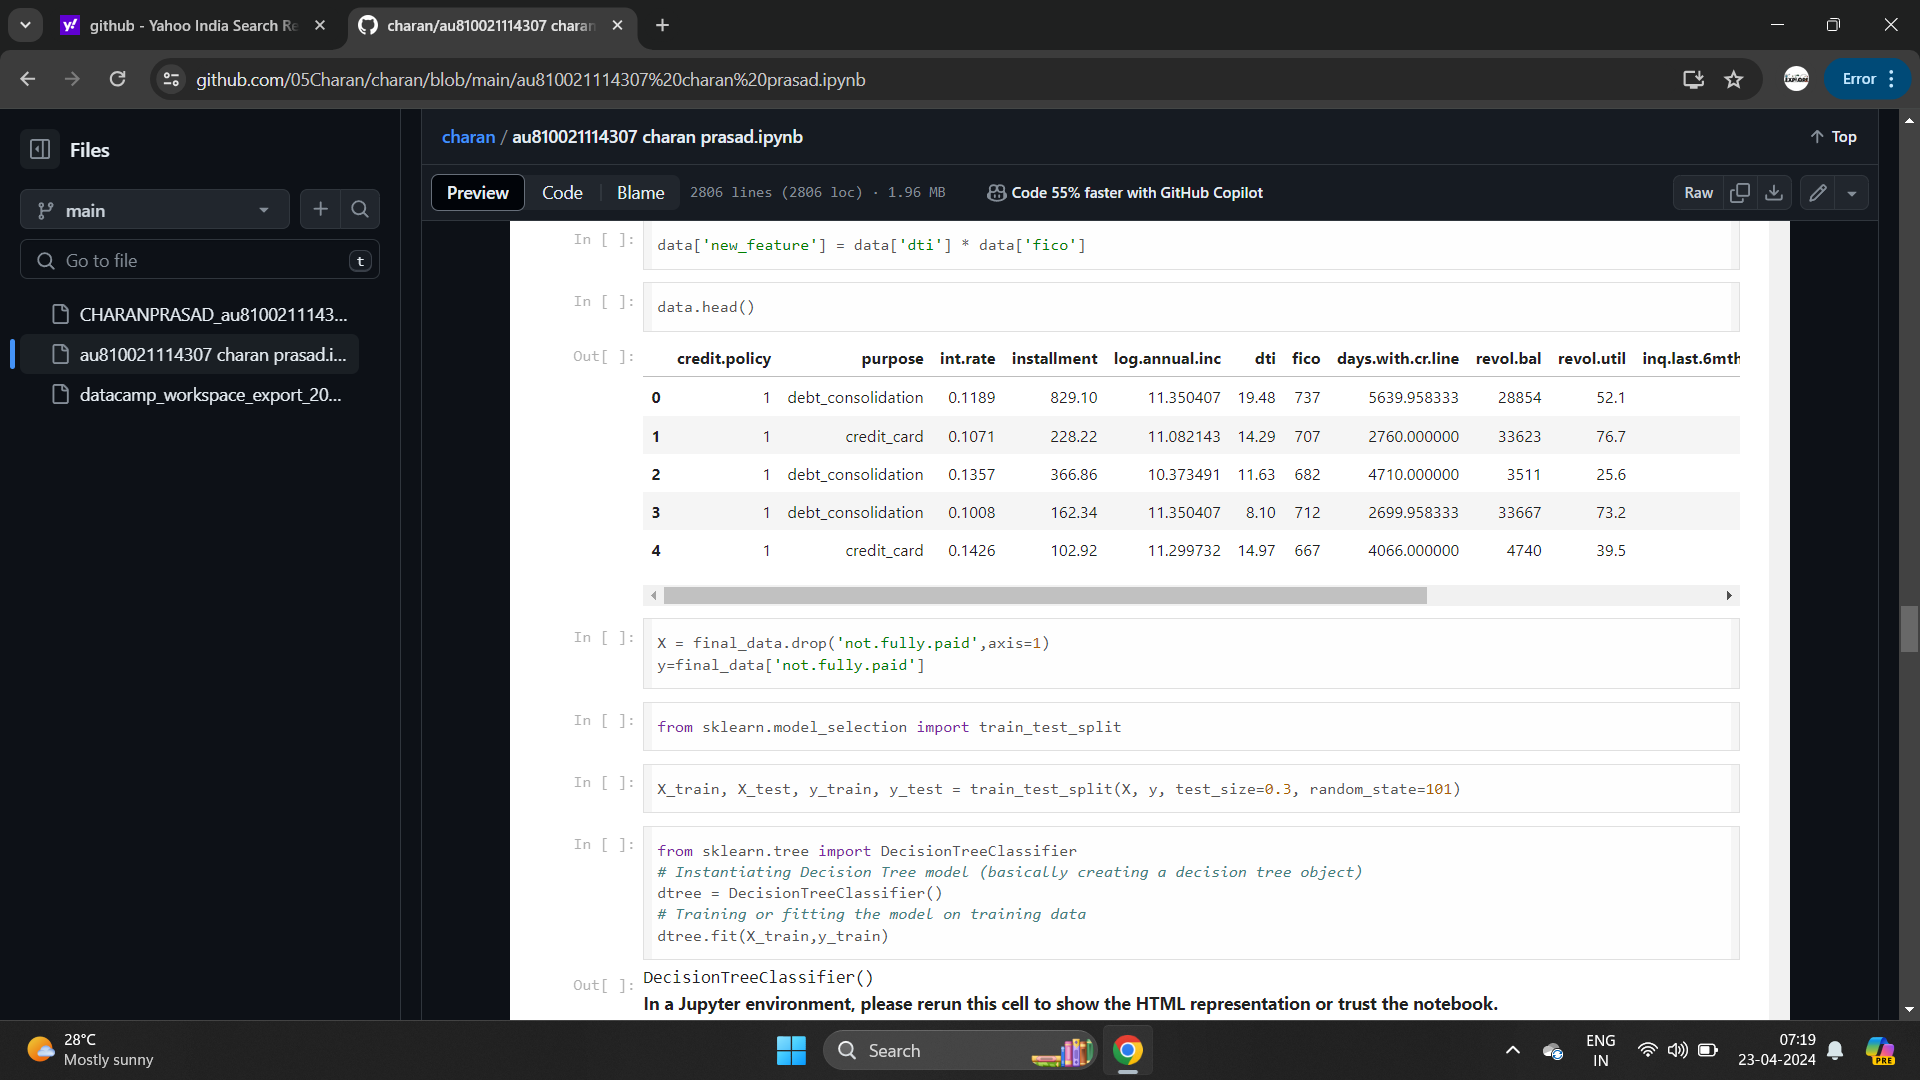 github - Yahoo India Search Re
charan/au810021114307 charan
github.com/05Charan/charan/blob/main/au810021114307%20charan%20prasad.ipynb
Error
Files
charan / au810021114307 charan prasad.ipynb
Top
main
Preview
Code
Blame
2806 lines (2806 loc) · 1.96 MB
Code 55% faster with GitHub Copilot
Raw
Go to file
t
CHARANPRASAD_au8100211143...
au810021114307 charan prasad.i...
datacamp_workspace_export_20...
In [ ]: data['new_feature'] = data['dti'] * data['fico']
In [ ]: data.head()
Out[ ]: credit.policy purpose int.rate installment log.annual.inc dti fico days.with.cr.line revol.bal revol.util inq.last.6mth
0 1 debt_consolidation 0.1189 829.10 11.350407 19.48 737 5639.958333 28854 52.1
1 1 credit_card 0.1071 228.22 11.082143 14.29 707 2760.000000 33623 76.7
2 1 debt_consolidation 0.1357 366.86 10.373491 11.63 682 4710.000000 3511 25.6
3 1 debt_consolidation 0.1008 162.34 11.350407 8.10 712 2699.958333 33667 73.2
4 1 credit_card 0.1426 102.92 11.299732 14.97 667 4066.000000 4740 39.5
In [ ]: X = final_data.drop('not.fully.paid',axis=1)
y=final_data['not.fully.paid']
In [ ]: from sklearn.model_selection import train_test_split
In [ ]: X_train, X_test, y_train, y_test = train_test_split(X, y, test_size=0.3, random_state=101)
In [ ]: from sklearn.tree import DecisionTreeClassifier
# Instantiating Decision Tree model (basically creating a decision tree object)
dtree = DecisionTreeClassifier()
# Training or fitting the model on training data
dtree.fit(X_train,y_train)
Out[ ]: DecisionTreeClassifier()
In a Jupyter environment, please rerun this cell to show the HTML representation or trust the notebook.
28°C
Mostly sunny
Search
ENG
IN
07:19
23-04-2024
PRE